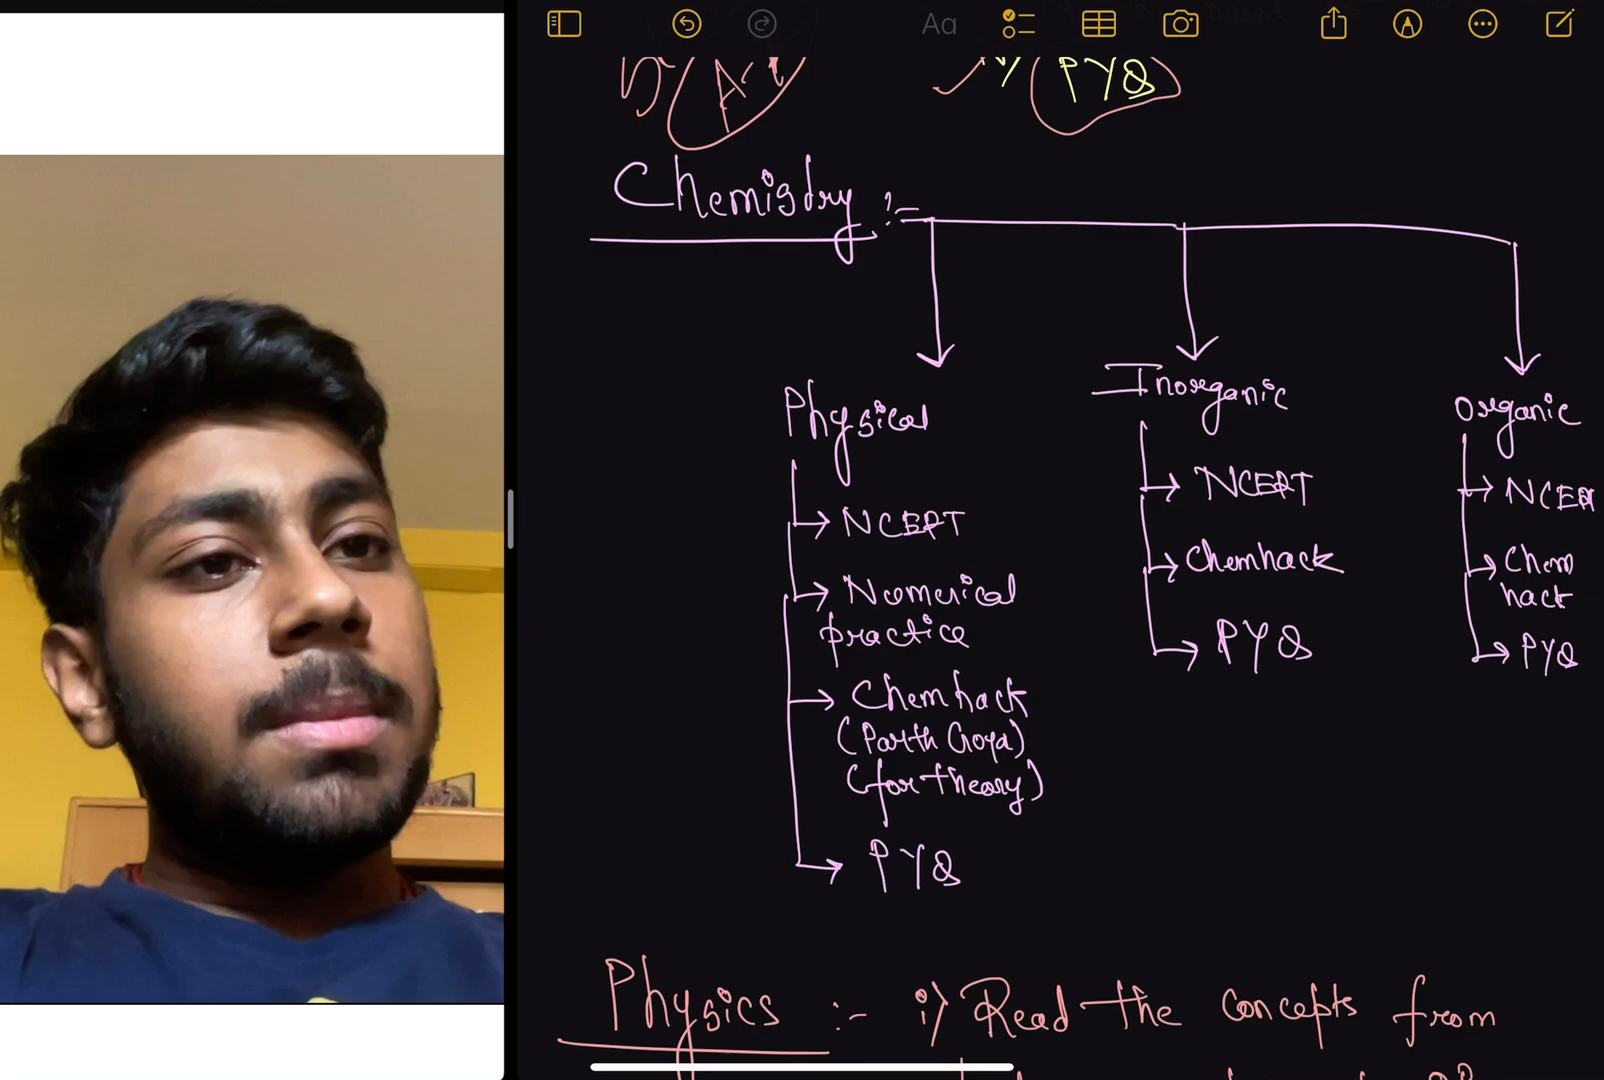 Aa
PYQ
Chemistry :-
Physical
Inorganic
Organic
→ NCERT
→ NCERT
→ NCER
→ Numerical practice
→ Chemhack
→ Chem hack
→ Chemhack
(Parth Goyal)
(for theory)
→ PYQ
→ PYQ
→ PYQ
Physics :- i) Read the concepts from